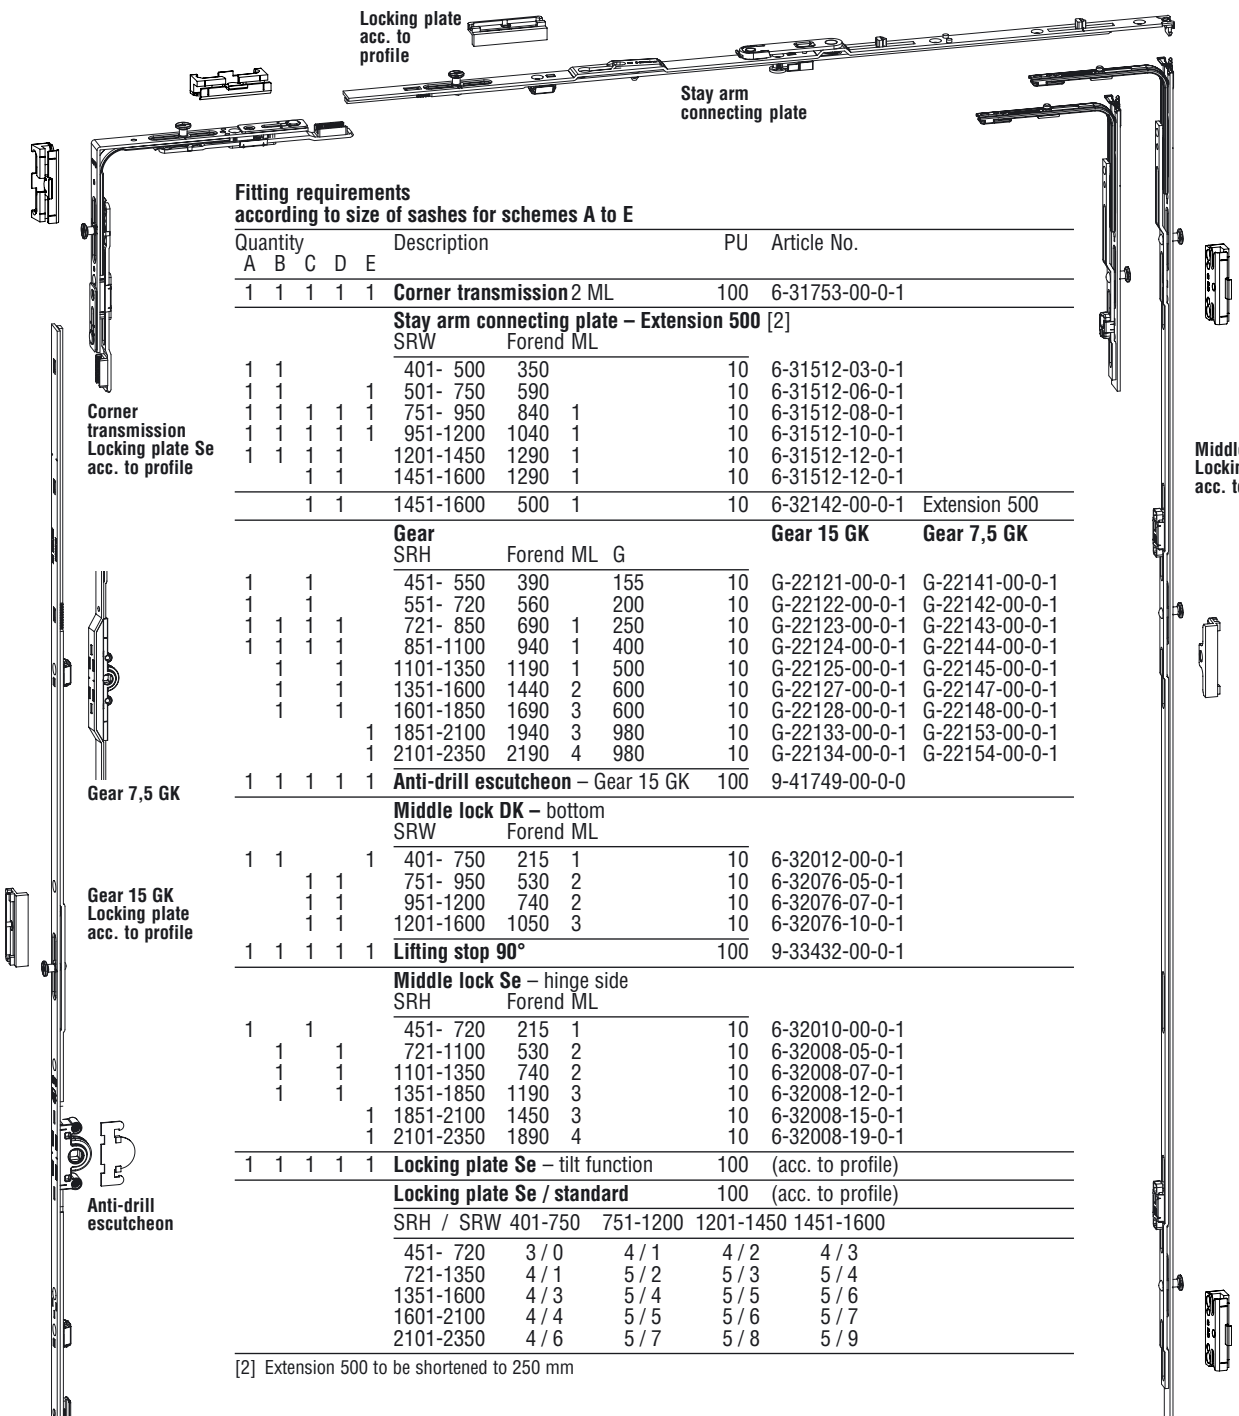 Locking plate
acc. to
profile
Stay arm
connecting plate
Fitting requirements
according to size of sashes for schemes A to E
Quantity Description PU Article No.
A B C D E
1 1 1 1 1 Corner transmission 2 ML 100 6-31753-00-0-1
Stay arm connecting plate – Extension 500 [2]
SRW Forend ML
1 1 401- 500 350 10 6-31512-03-0-1
1 1 1 501- 750 590 10 6-31512-06-0-1
1 1 1 1 1 751- 950 840 1 10 6-31512-08-0-1
1 1 1 1 1 951-1200 1040 1 10 6-31512-10-0-1
1 1 1 1 1201-1450 1290 1 10 6-31512-12-0-1
1 1 1451-1600 1290 1 10 6-31512-12-0-1
1 1 1451-1600 500 1 10 6-32142-00-0-1 Extension 500
Gear Gear 15 GK Gear 7,5 GK
SRH Forend ML G
1 1 451- 550 390 155 10 G-22121-00-0-1 G-22141-00-0-1
1 1 551- 720 560 200 10 G-22122-00-0-1 G-22142-00-0-1
1 1 1 1 721- 850 690 1 250 10 G-22123-00-0-1 G-22143-00-0-1
1 1 1 1 851-1100 940 1 400 10 G-22124-00-0-1 G-22144-00-0-1
1 1 1101-1350 1190 1 500 10 G-22125-00-0-1 G-22145-00-0-1
1 1 1351-1600 1440 2 600 10 G-22127-00-0-1 G-22147-00-0-1
1 1 1601-1850 1690 3 600 10 G-22128-00-0-1 G-22148-00-0-1
1 1851-2100 1940 3 980 10 G-22133-00-0-1 G-22153-00-0-1
1 2101-2350 2190 4 980 10 G-22134-00-0-1 G-22154-00-0-1
1 1 1 1 1 Anti-drill escutcheon – Gear 15 GK 100 9-41749-00-0-0
Middle lock DK – bottom
SRW Forend ML
1 1 1 401- 750 215 1 10 6-32012-00-0-1
1 1 751- 950 530 2 10 6-32076-05-0-1
1 1 951-1200 740 2 10 6-32076-07-0-1
1 1 1201-1600 1050 3 10 6-32076-10-0-1
1 1 1 1 1 Lifting stop 90° 100 9-33432-00-0-1
Middle lock Se – hinge side
SRH Forend ML
1 1 451- 720 215 1 10 6-32010-00-0-1
1 1 721-1100 530 2 10 6-32008-05-0-1
1 1 1101-1350 740 2 10 6-32008-07-0-1
1 1 1351-1850 1190 3 10 6-32008-12-0-1
1 1851-2100 1450 3 10 6-32008-15-0-1
1 2101-2350 1890 4 10 6-32008-19-0-1
1 1 1 1 1 Locking plate Se – tilt function 100 (acc. to profile)
Locking plate Se / standard 100 (acc. to profile)
SRH / SRW 401-750 751-1200 1201-1450 1451-1600
451- 720 3 / 0 4 / 1 4 / 2 4 / 3
721-1350 4 / 1 5 / 2 5 / 3 5 / 4
1351-1600 4 / 3 5 / 4 5 / 5 5 / 6
1601-2100 4 / 4 5 / 5 5 / 6 5 / 7
2101-2350 4 / 6 5 / 7 5 / 8 5 / 9
[2] Extension 500 to be shortened to 250 mm
Corner
transmission
Locking plate Se
acc. to profile
Gear 7,5 GK
Gear 15 GK
Locking plate
acc. to profile
Anti-drill
escutcheon
acc.